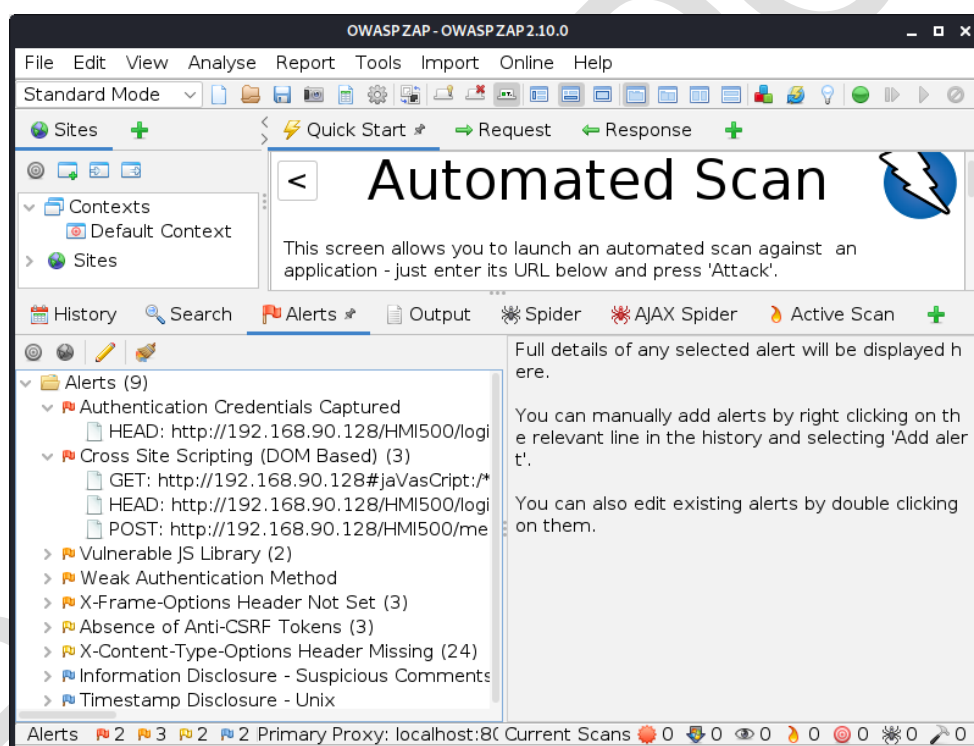 OWASP ZAP - OWASP ZAP 2.10.0
File Edit View Analyse Report Tools Import Online Help
Standard Mode
Sites
Quick Start
Request
Response
Contexts
Default Context
Sites
<
Automated Scan
This screen allows you to launch an automated scan against an
application - just enter its URL below and press 'Attack'.
History
Search
Alerts
Output
Spider
AJAX Spider
Active Scan
Alerts (9)
Authentication Credentials Captured
HEAD: http://192.168.90.128/HMI500/logi
Cross Site Scripting (DOM Based) (3)
GET: http://192.168.90.128#jaVasCript:/*
HEAD: http://192.168.90.128/HMI500/logi
POST: http://192.168.90.128/HMI500/me
Vulnerable JS Library (2)
Weak Authentication Method
X-Frame-Options Header Not Set (3)
Absence of Anti-CSRF Tokens (3)
X-Content-Type-Options Header Missing (24)
Information Disclosure - Suspicious Comments
Timestamp Disclosure - Unix
Full details of any selected alert will be displayed h
ere.
You can manually add alerts by right clicking on th
e relevant line in the history and selecting 'Add aler
t'.
You can also edit existing alerts by double clicking
on them.
Alerts 2 3 2 2 Primary Proxy: localhost:80 Current Scans 0 0 0 0 0 0 0